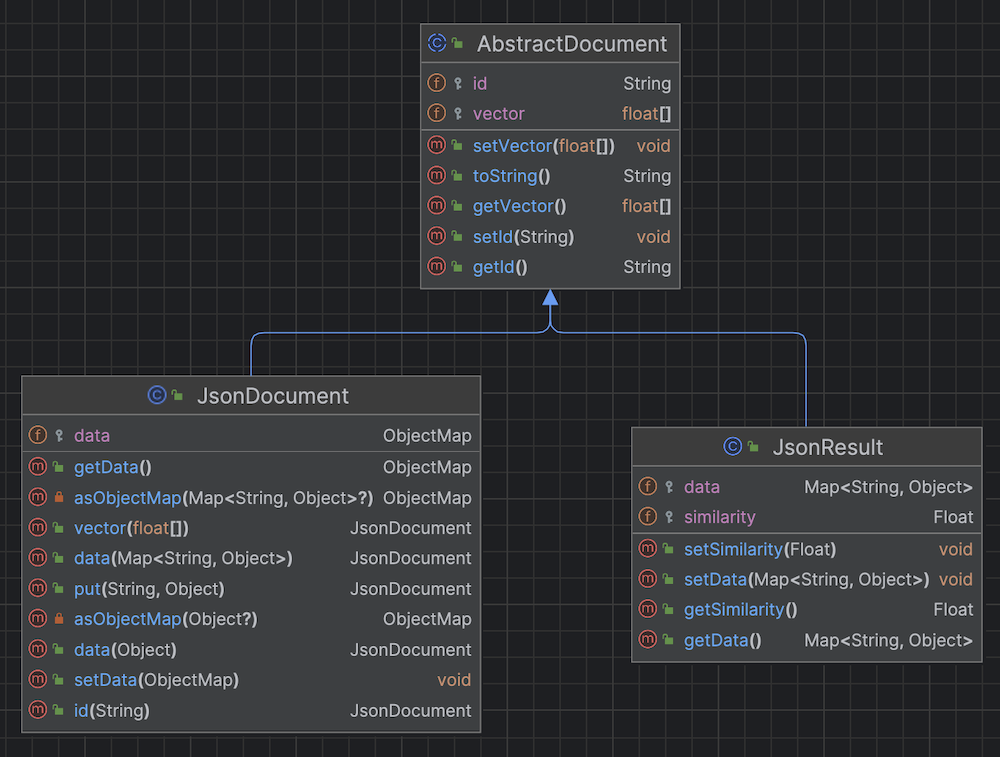 AbstractDocument
id String
vector float[]
setVector(float[]) void
toString() String
getVector() float[]
setId(String) void
getId() String
JsonDocument
data ObjectMap
getData() ObjectMap
asObjectMap(Map<String, Object>?) ObjectMap
vector(float[]) JsonDocument
data(Map<String, Object>) JsonDocument
put(String, Object) JsonDocument
asObjectMap(Object?) ObjectMap
data(Object) JsonDocument
setData(ObjectMap) void
id(String) JsonDocument
JsonResult
data Map<String, Object>
similarity Float
setSimilarity(Float) void
setData(Map<String, Object>) void
getSimilarity() Float
getData() Map<String, Object>